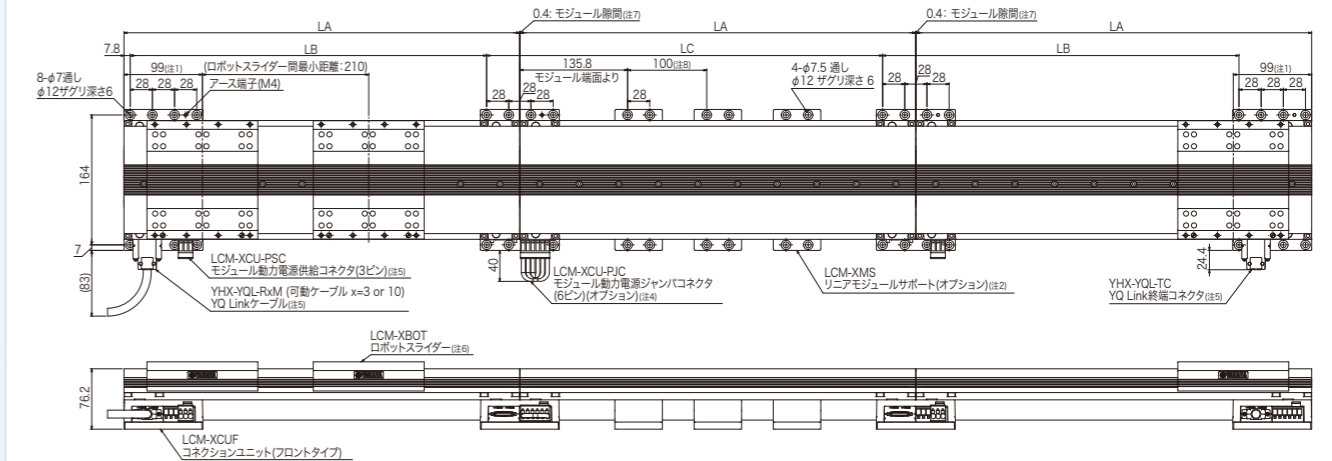 0.4: モジュール隙間(注7)
0.4: モジュール隙間(注7)
LA
LA
LA
7.8
LB
LC
LB
99(注1)
(ロボットスライダー間最小距離:210)
135.8
100(注8)
4-φ7.5 通し
φ12 ザグリ深さ 6
99(注1)
8-φ7通し
φ12ザグリ深さ6
28
28
28
アース端子(M4)
28
モジュール端面より
28
28
28
28
28
28
28
28
28
28
164
7
(83)
40
24.4
LCM-XCU-PSC
モジュール動力電源供給コネクタ(3ピン)(注5)
YHX-YQL-RxM (可動ケーブル x=3 or 10)
YQ Linkケーブル(注5)
LCM-XCU-PJC
モジュール動力電源ジャンパコネクタ
(6ピン)(オプション)(注4)
LCM-XMS
リニアモジュールサポート(オプション)(注2)
YHX-YQL-TC
YQ Link終端コネクタ(注5)
LCM-XBOT
ロボットスライダー(注6)
76.2
LCM-XCUF
コネクションユニット(フロントタイプ)